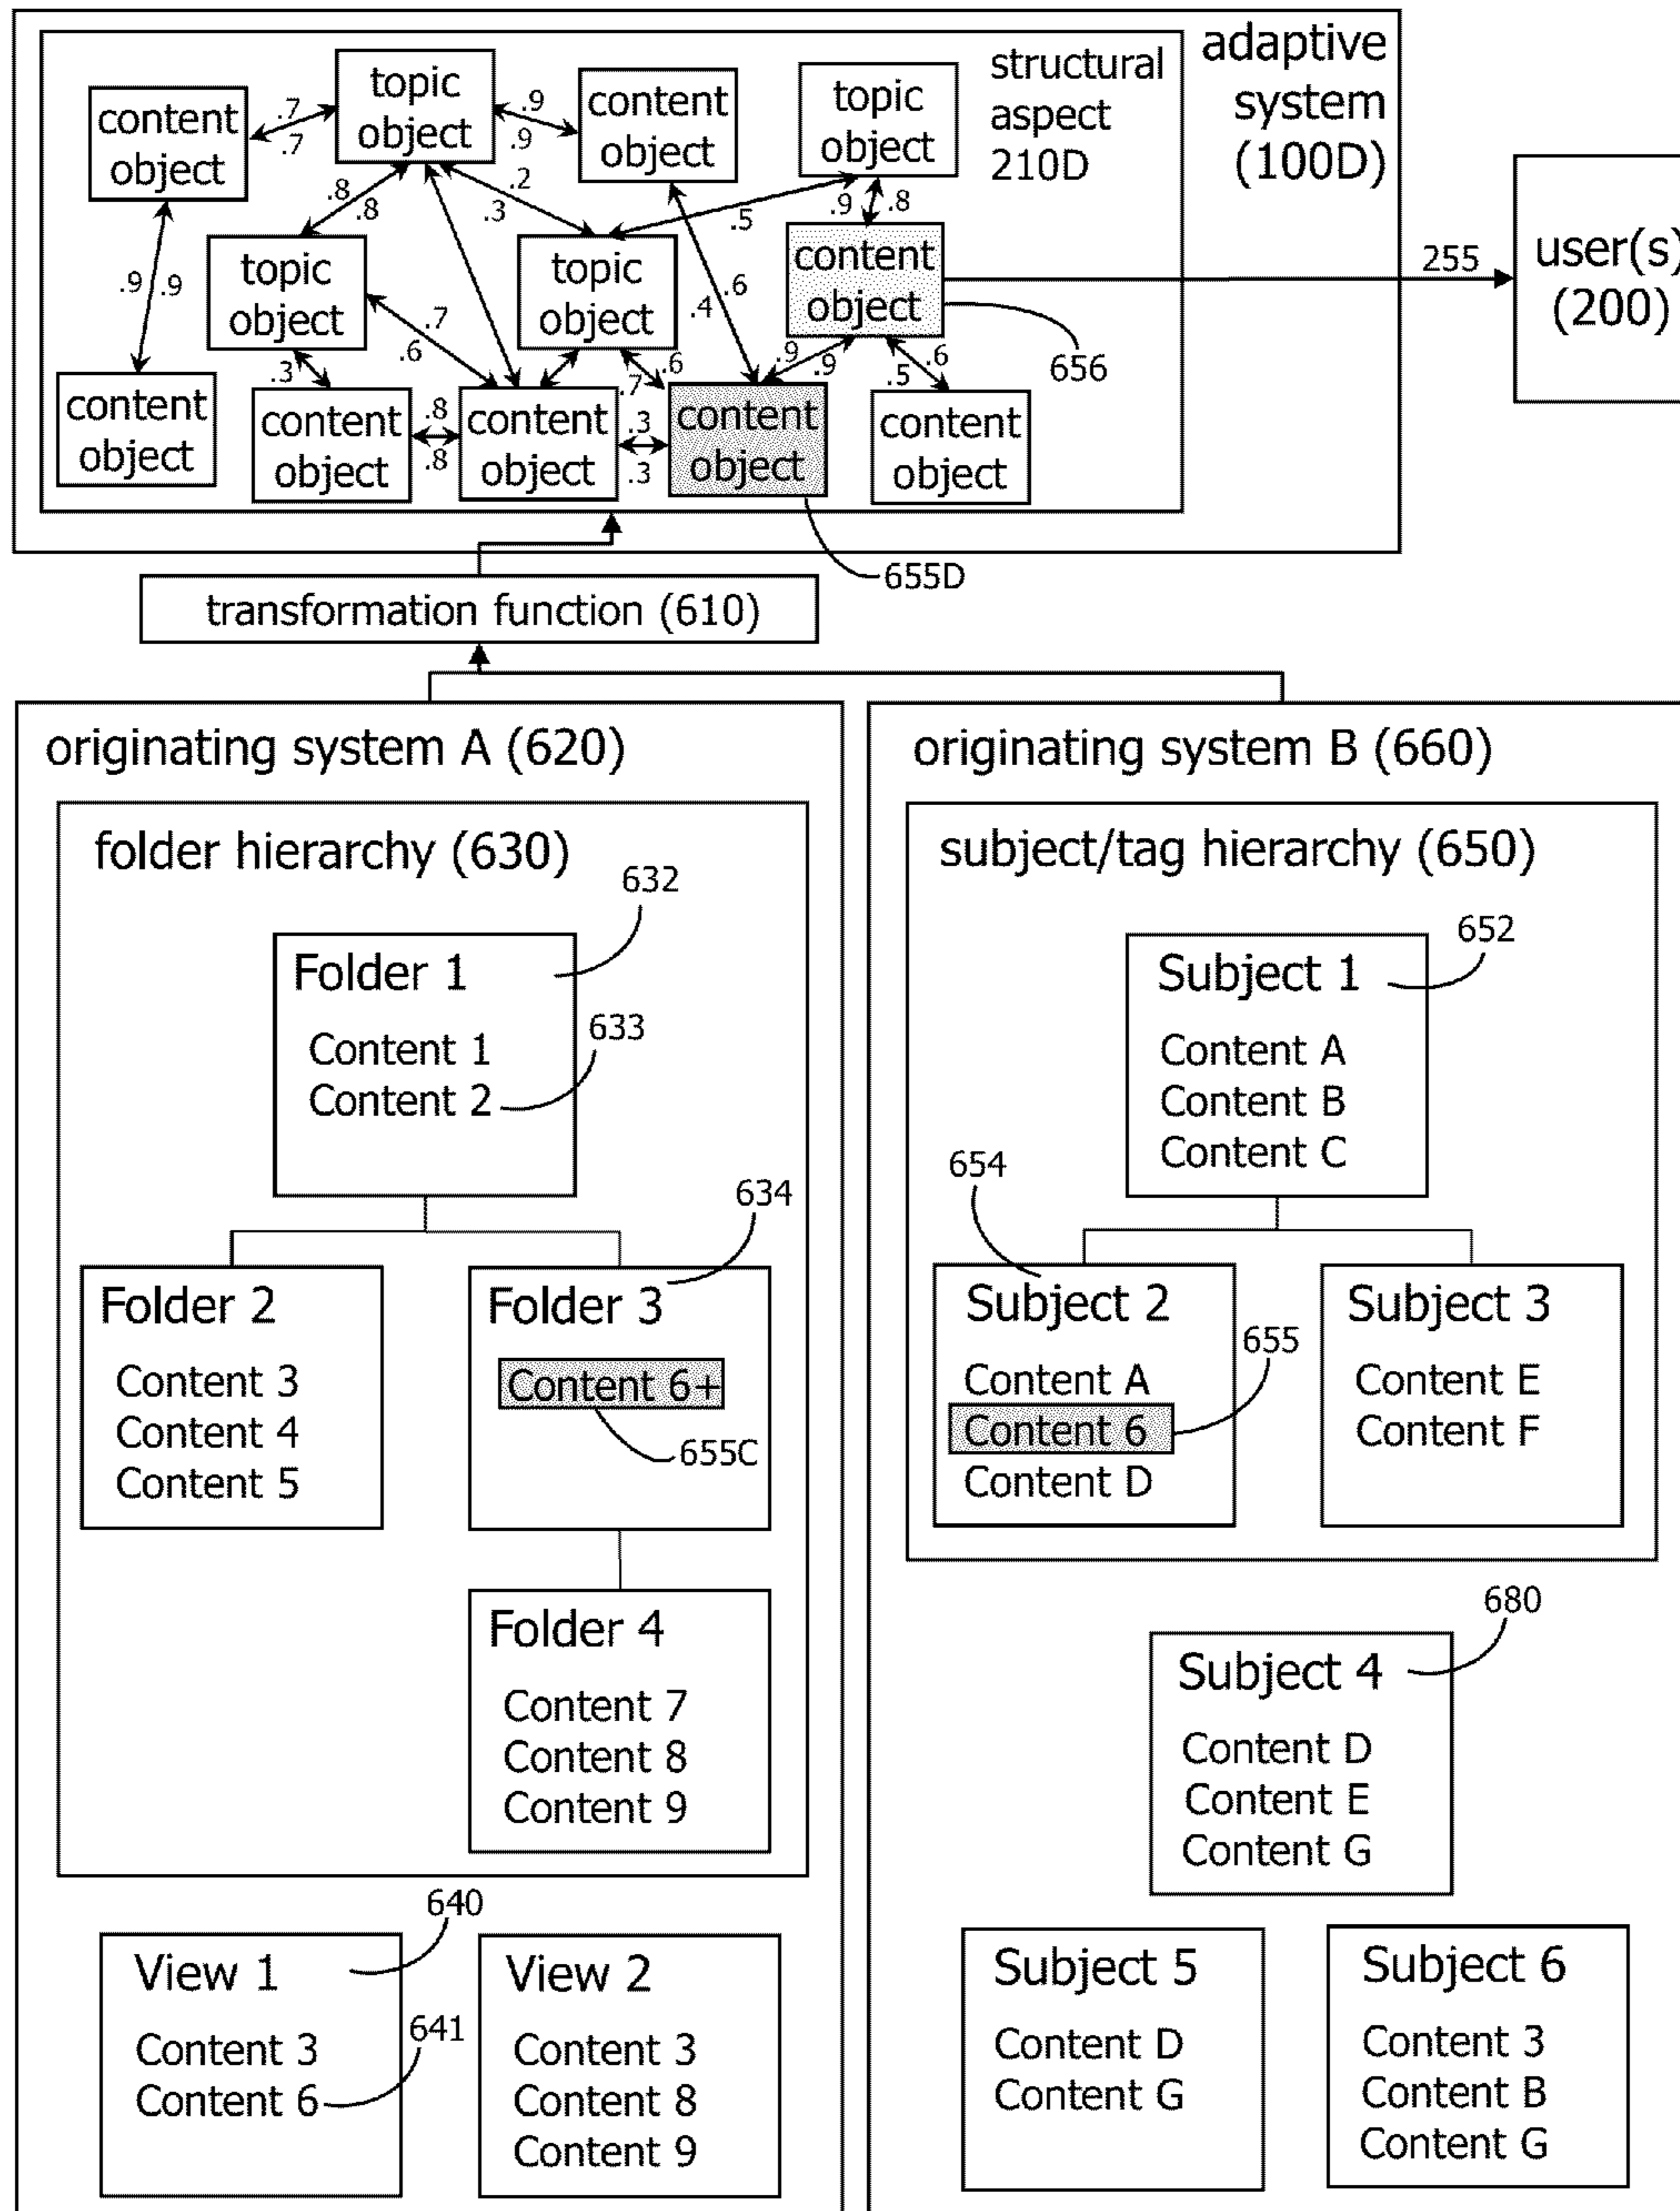 adaptive
system
(100D)
structural
aspect
210D
topic
object
content
object
content
object
topic
object
.7
.7
.9
.9
.8
.8
.2
.3
.5
.9
.8
topic
object
topic
object
content
object
255
user(s)
(200)
.9
.9
.7
.6
.4
.6
.3
.6
.7
.9
.9
.6
.5
656
content
object
content
object
.8
.8
content
object
.3
.3
content
object
content
object
655D
transformation function (610)
originating system A (620)
folder hierarchy (630)
632
Folder 1
633
Content 1
Content 2
634
Folder 2
Content 3
Content 4
Content 5
Folder 3
Content 6+
655C
Folder 4
Content 7
Content 8
Content 9
640
View 1
641
Content 3
Content 6
View 2
Content 3
Content 8
Content 9
originating system B (660)
subject/tag hierarchy (650)
652
Subject 1
Content A
Content B
Content C
654
Subject 2
655
Content A
Content 6
Content D
Subject 3
Content E
Content F
680
Subject 4
Content D
Content E
Content G
Subject 5
Content D
Content G
Subject 6
Content 3
Content B
Content G